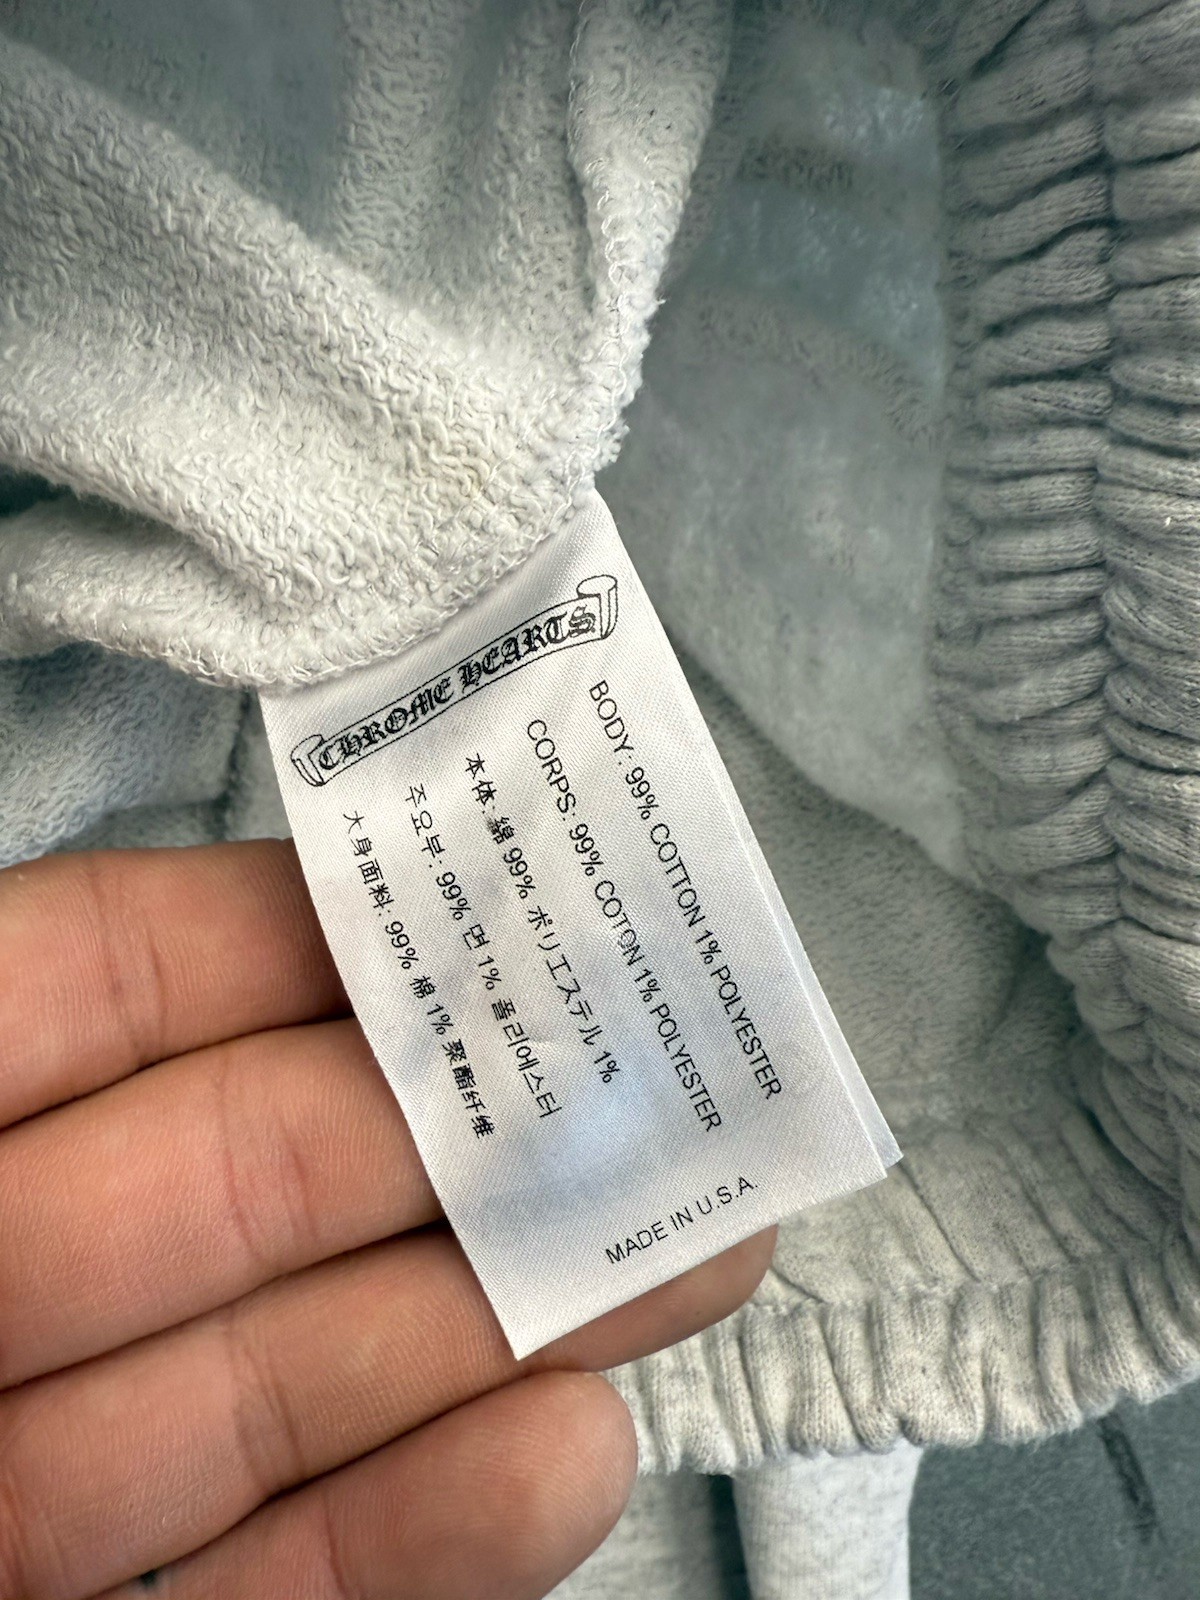 CHROME HEARTS
BODY: 99% COTTON 1% POLYESTER
CORPS: 99% COTON 1% POLYESTER
本体: 綿 99% ポリエステル 1%
주요부: 99% 면 1% 폴리에스터
大身面料: 99% 棉 1% 聚酯纤维
MADE IN U.S.A.